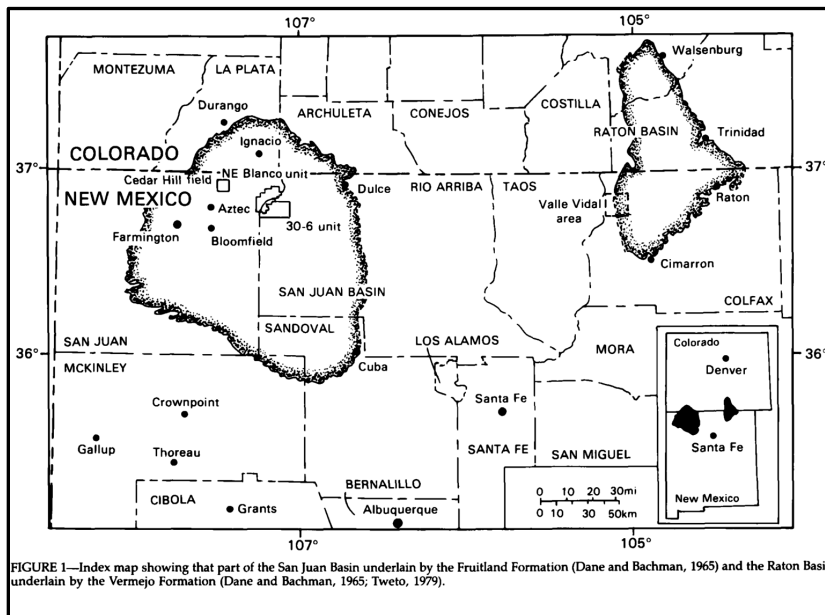 107°
105°
MONTEZUMA
LA PLATA
Walsenburg
Durango
ARCHULETA
CONEJOS
COSTILLA
RATON BASIN
Trinidad
Ignacio
COLORADO
37°
37°
Cedar Hill field
NE Blanco unit
NEW MEXICO
Dulce
RIO ARRIBA
TAOS
Valle Vidal
area
Raton
Aztec
30-6 unit
Farmington
Bloomfield
Cimarron
SAN JUAN BASIN
COLFAX
SANDOVAL
SAN JUAN
LOS ALAMOS
MORA
36°
36°
MCKINLEY
Cuba
Colorado
Denver
Crownpoint
Santa Fe
Gallup
Thoreau
SANTA FE
SAN MIGUEL
Santa Fe
BERNALILLO
0 10 20 30mi
0 10 30 50km
CIBOLA
Grants
Albuquerque
New Mexico
107°
105°
FIGURE 1—Index map showing that part of the San Juan Basin underlain by the Fruitland Formation (Dane and Bachman, 1965) and the Raton Basi
underlain by the Vermejo Formation (Dane and Bachman, 1965; Tweto, 1979).